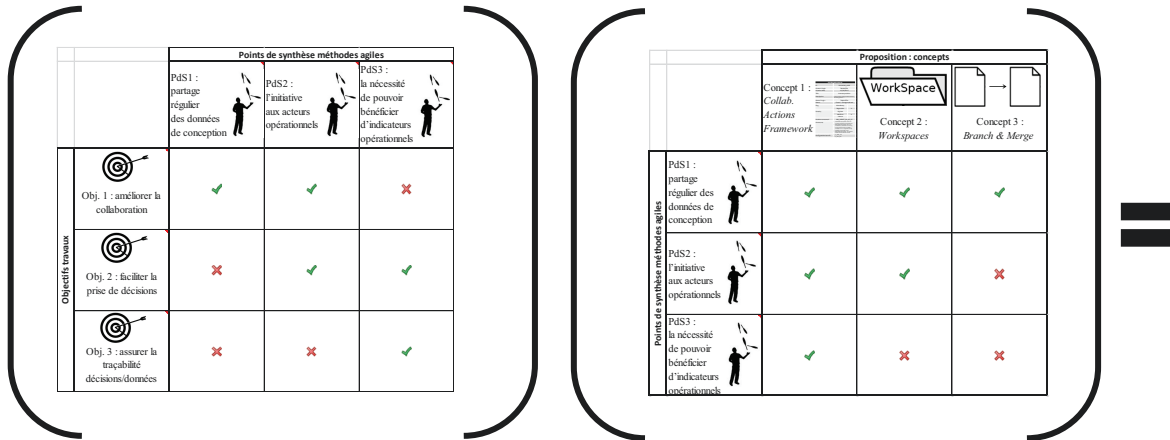 Points de synthèse méthodes agiles
PdS1 :
partage
régulier
des données
de conception
PdS2 :
l'initiative
aux acteurs
opérationnels
PdS3 :
la nécessité
de pouvoir
bénéficier
d'indicateurs
opérationnels
Objectifs travaux
Obj. 1 : améliorer la
collaboration
Obj. 2 : faciliter la
prise de décisions
Obj. 3 : assurer la
traçabilité
décisions/données
Proposition : concepts
Concept 1 :
Collab.
Actions
Framework
WorkSpace
Concept 2 :
Workspaces
Concept 3 :
Branch & Merge
Points de synthèse méthodes agiles
PdS1 :
partage
régulier des
données de
conception
PdS2 :
l'initiative
aux acteurs
opérationnels
PdS3 :
la nécessité
de pouvoir
bénéficier
d'indicateurs
opérationnels